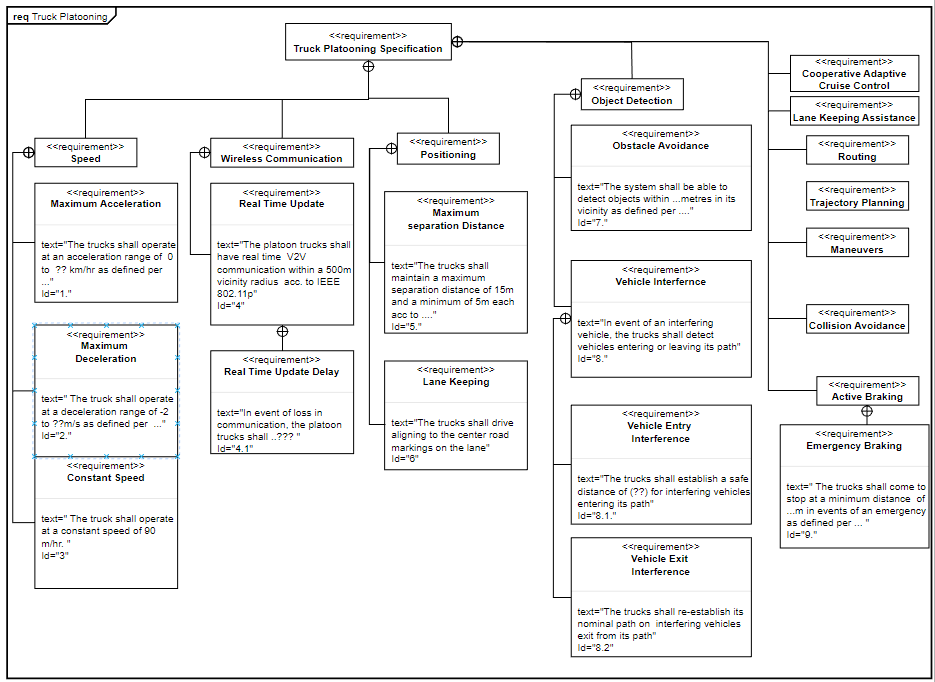 req Truck Platooning
<<requirement>>
Truck Platooning Specification
<<requirement>>
Speed
<<requirement>>
Maximum Acceleration
text="The trucks shall operate
at an acceleration range of  0
to  ?? km/hr as defined per
..."
Id="1."
<<requirement>>
Maximum
Deceleration
text=" The truck shall operate
at a deceleration range of -2
to ??m/s as defined per  ..."
Id="2."
<<requirement>>
Constant Speed
text=" The truck shall operate
at a constant speed of 90
m/hr. "
Id="3"
<<requirement>>
Wireless Communication
<<requirement>>
Real Time Update
text="The platoon trucks shall
have real time  V2V
communication within a 500m
vicinity radius  acc. to IEEE
802.11p"
Id="4"
<<requirement>>
Real Time Update Delay
text="In event of loss in
communication, the platoon
trucks shall ..??? "
Id="4.1"
<<requirement>>
Positioning
<<requirement>>
Maximum
separation Distance
text="The trucks shall
maintain a maximum
separation distance of 15m
and a minimum of 5m each
acc to ...."
Id="5."
<<requirement>>
Lane Keeping
text="The trucks shall drive
aligning to the center road
markings on the lane"
Id="6"
<<requirement>>
Object Detection
<<requirement>>
Obstacle Avoidance
text="The system shall be able to
detect objects within ...metres in its
vicinity as defined per ...."
Id="7."
<<requirement>>
Vehicle Interfernce
text="In event of an interfering
vehicle, the trucks shall detect
vehicles entering or leaving its path"
Id="8."
<<requirement>>
Vehicle Entry
Interference
text="The trucks shall establish a safe
distance of (??) for interfering vehicles
entering its path"
Id="8.1."
<<requirement>>
Vehicle Exit
Interference
text="The trucks shall re-establish its
nominal path on  interfering vehicles
exit from its path"
Id="8.2"
<<requirement>>
Cooperative Adaptive
Cruise Control
<<requirement>>
Lane Keeping Assistance
<<requirement>>
Routing
<<requirement>>
Trajectory Planning
<<requirement>>
Maneuvers
<<requirement>>
Collision Avoidance
<<requirement>>
Active Braking
<<requirement>>
Emergency Braking
text=" The trucks shall come to
stop at a minimum distance  of
...m in events of an emergency
as defined per ... "
Id="9."